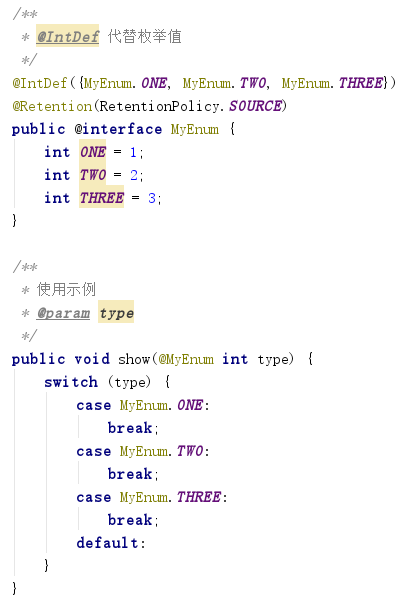 /**
 * @IntDef 代替枚举值
 */
@IntDef({MyEnum.ONE, MyEnum.TWO, MyEnum.THREE})
@Retention(RetentionPolicy.SOURCE)
public @interface MyEnum {
    int ONE = 1;
    int TWO = 2;
    int THREE = 3;
}

/**
 * 使用示例
 * @param type
 */
public void show(@MyEnum int type) {
    switch (type) {
        case MyEnum.ONE:
            break;
        case MyEnum.TWO:
            break;
        case MyEnum.THREE:
            break;
        default:
    }
}